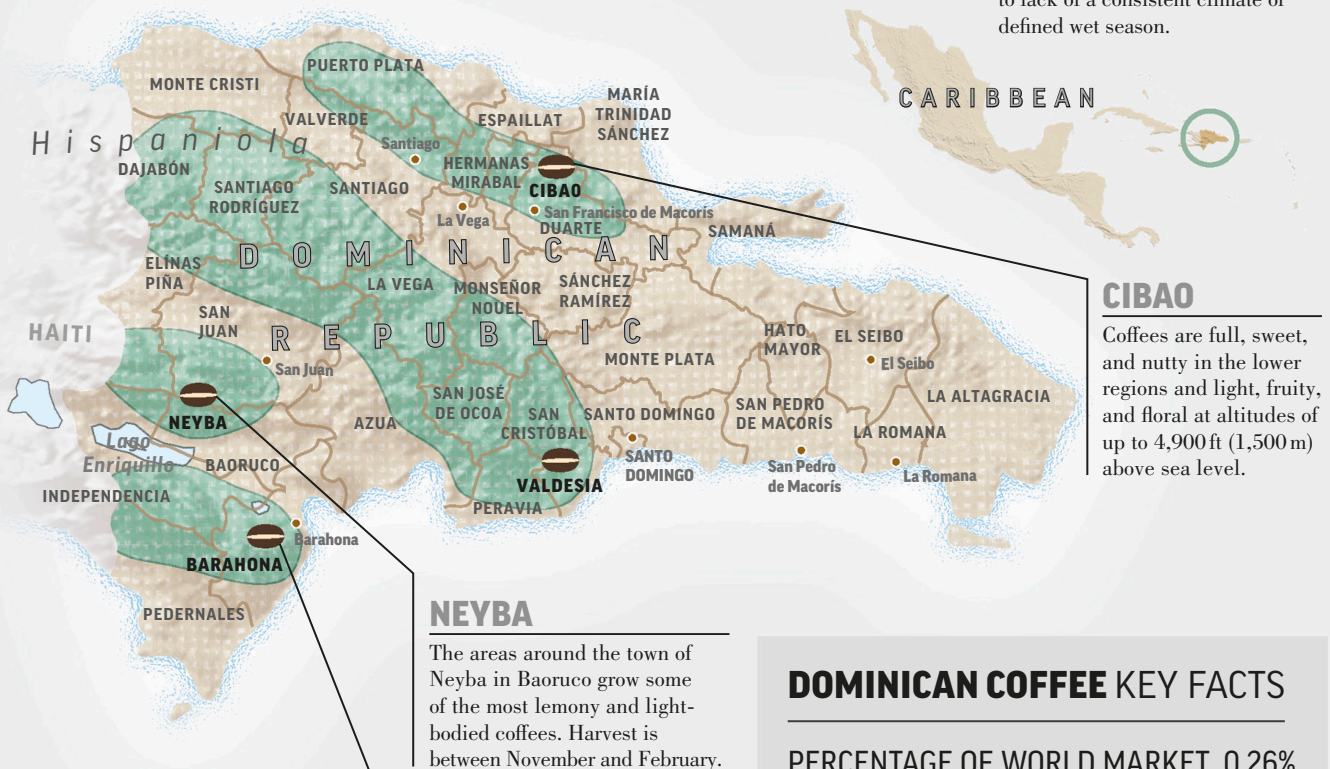 to lack of a consistent climate or
defined wet season.
CARIBBEAN
PUERTO PLATA
MONTE CRISTI
MARÍA
TRINIDAD
SÁNCHEZ
VALVERDE
ESPAILLAT
Hispaniola
Santiago
DAJABÓN
HERMANAS
MIRABAL
CIBAO
SANTIAGO
RODRÍGUEZ
SANTIAGO
La Vega
San Francisco de Macorís
DUARTE
SAMANÁ
DOMINICAN
REPUBLIC
ELÍNAS
PIÑA
LA VEGA
MONSEÑOR
NOUEL
SÁNCHEZ
RAMÍREZ
SAN
JUAN
HAITI
San Juan
MONTE PLATA
HATO
MAYOR
EL SEIBO
El Seibo
LA ALTAGRACIA
NEYBA
AZUA
SAN JOSÉ
DE OCOA
SAN
CRISTÓBAL
SANTO DOMINGO
SAN PEDRO
DE MACORÍS
LA ROMANA
Lago
Enriquillo
BAORUCO
SANTO
DOMINGO
San Pedro
de Macorís
La Romana
INDEPENDENCIA
VALDESIA
PERAVIA
Barahona
BARAHONA
PEDERNALES
CIBAO
Coffees are full, sweet,
and nutty in the lower
regions and light, fruity,
and floral at altitudes of
up to 4,900 ft (1,500 m)
above sea level.
NEYBA
The areas around the town of
Neyba in Baoruco grow some
of the most lemony and light-
bodied coffees. Harvest is
between November and February.
DOMINICAN COFFEE KEY FACTS
PERCENTAGE OF WORLD MARKET 0.26%